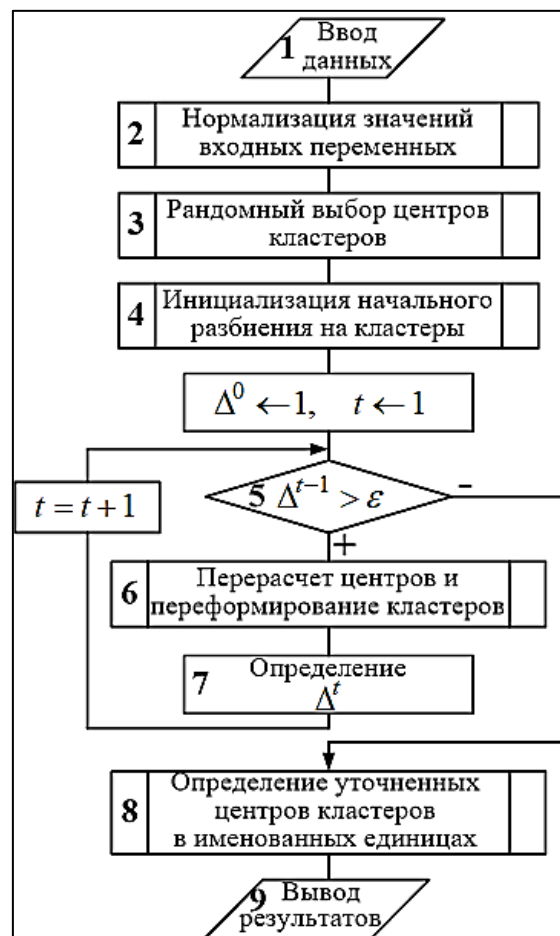 1 Ввод
данных
2 Нормализация значений
входных переменных
3 Рандомный выбор центров
кластеров
4 Инициализация начального
разбиения на кластеры
Δ⁰ ← 1, t ← 1
5 Δᵗ⁻¹ > ε
-
t = t + 1
+
6 Перерасчет центров и
переформирование кластеров
7 Определение
Δᵗ
8 Определение уточненных
центров кластеров
в именованных единицах
9 Вывод
результатов